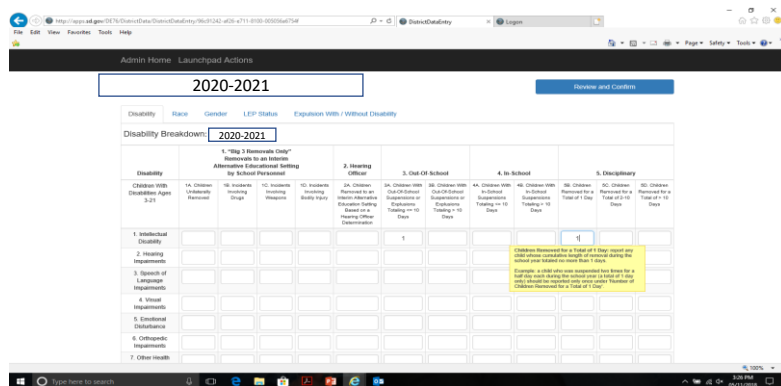 http://apps.sd.gov/DE78/DistrictData/DistrictDataEntry/
DistrictDataEntry
Logon
File Edit View Favorites Tools Help
Page Safety Tools
Admin Home Launchpad Actions
2020-2021
Review and Confirm
Disability Race Gender LEP Status Expulsion With / Without Disability
Disability Breakdown: 2020-2021
Disability
1. "Big 3 Removals Only"
Removals to an Interim
Alternative Educational Setting
by School Personnel
2. Hearing
Officer
3. Out-Of-School
4. In-School
5. Disciplinary
Children With
Disabilities Ages
3-21
1A. Children
Unilaterally
Removed
1B. Incidents
Involving
Drugs
1C. Incidents
Involving
Weapons
1D. Incidents
Involving
Bodily Injury
2A. Children
Removed to an
Interim Alternative
Education Setting
Based on a
Hearing Officer
Determination
3A. Children With
Out-Of-School
Suspensions or
Expulsions
Totaling <= 10
Days
3B. Children With
Out-Of-School
Suspensions or
Expulsions
Totaling > 10
Days
4A. Children With
In-School
Suspensions
Totaling <= 10
Days
4B. Children With
In-School
Suspensions
Totaling > 10
Days
5B. Children
Removed for a
Total of 1 Day
5C. Children
Removed for a
Total of 2-10
Days
5D. Children
Removed for a
Total of > 10
Days
1. Intellectual
Disability
1
1
Children Removed for a Total of 1 Day: report any
child whose cumulative length of removal during the
school year totaled no more than 1 days.
Example: a child who was suspended two times for a
half day each during the school year (a total of 1 day
only) should be reported only once under 'Number of
Children Removed for a Total of 1 Day'.
2. Hearing
Impairments
3. Speech of
Language
Impairments
4. Visual
Impairments
5. Emotional
Disturbance
6. Orthopedic
Impairments
7. Other Health
100%
Type here to search
3:26 PM